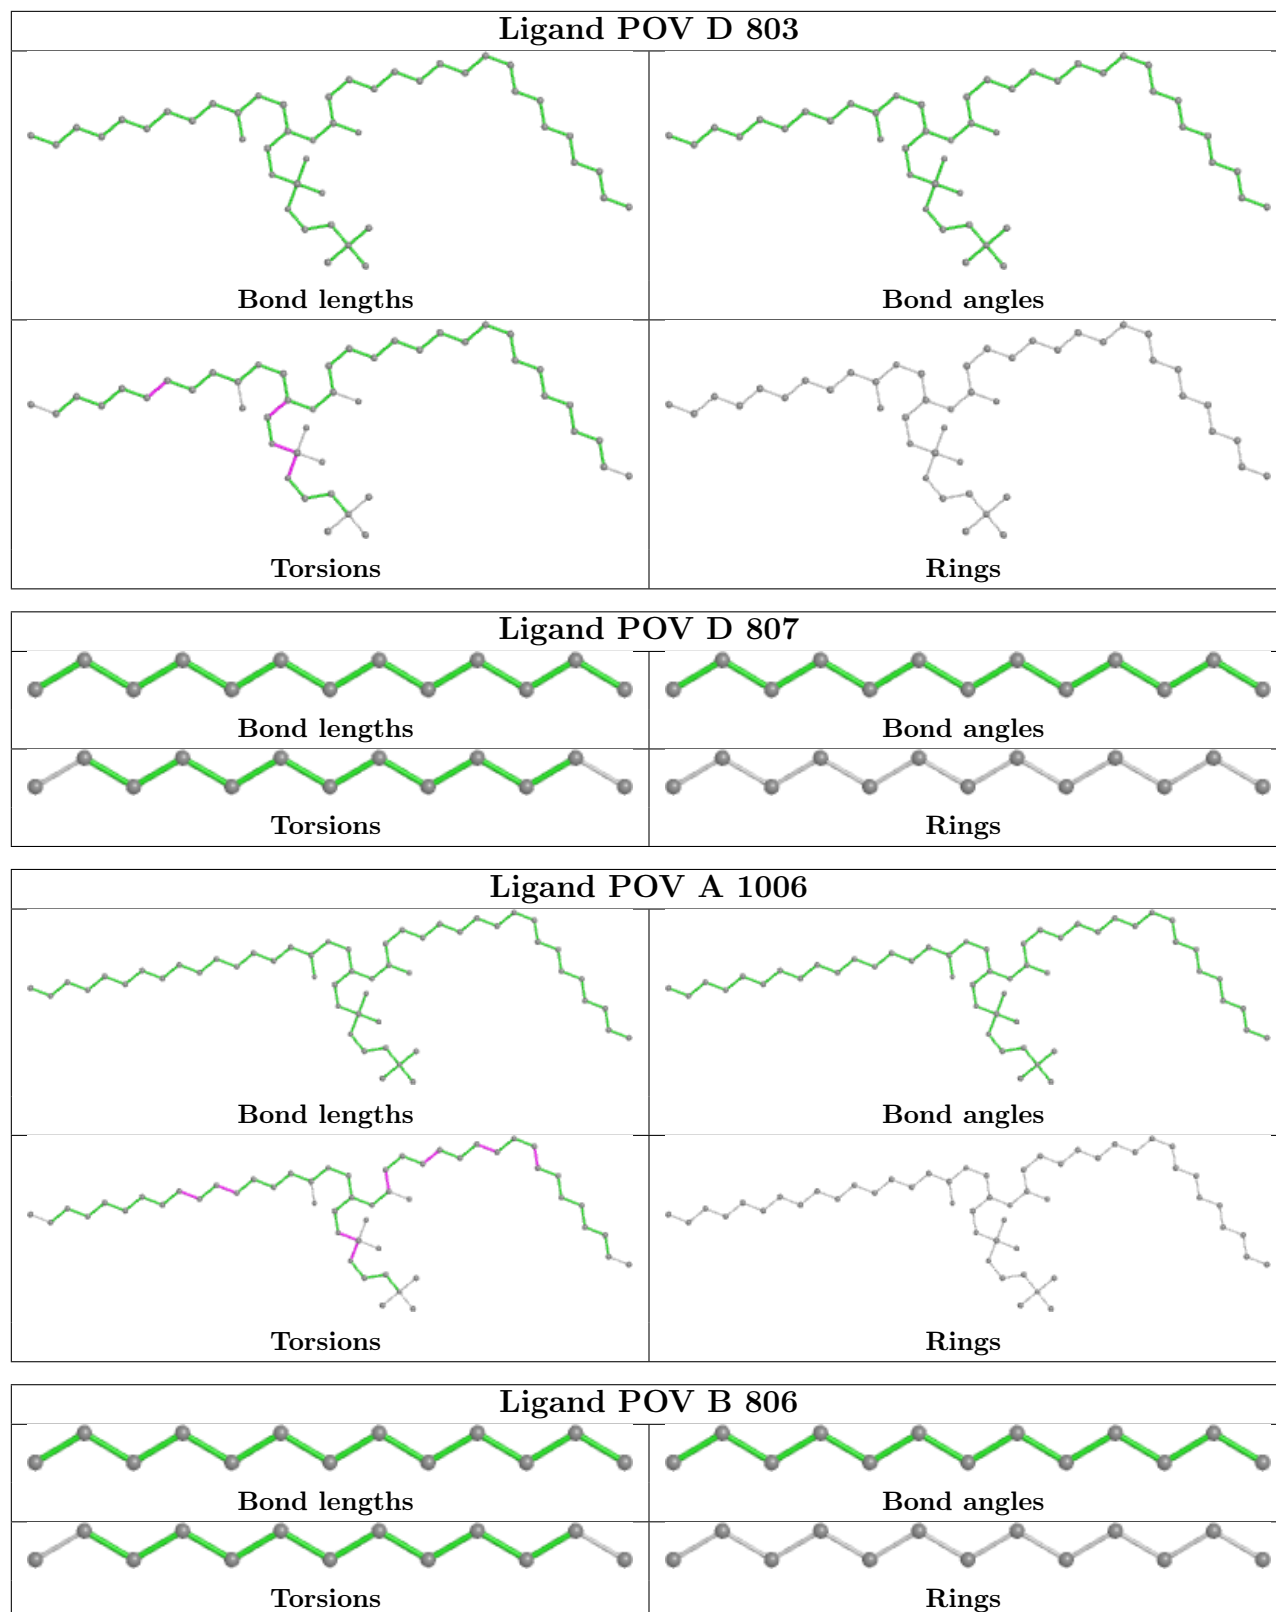 Ligand POV D 803
Bond lengths
Bond angles
Torsions
Rings
Ligand POV D 807
Bond lengths
Bond angles
Torsions
Rings
Ligand POV A 1006
Bond lengths
Bond angles
Torsions
Rings
Ligand POV B 806
Bond lengths
Bond angles
Torsions
Rings